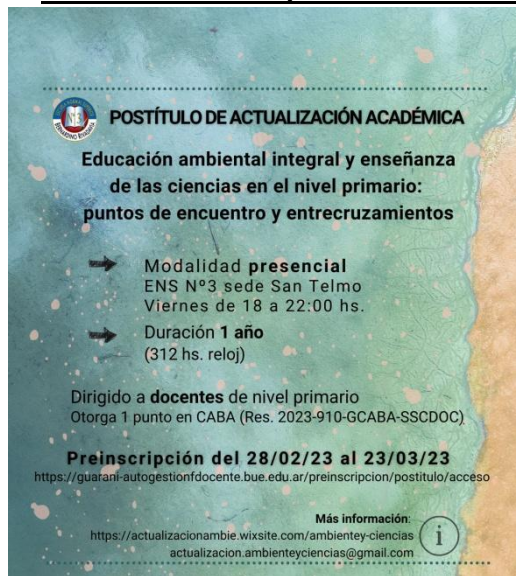 POSTÍTULO DE ACTUALIZACIÓN ACADÉMICA
Educación ambiental integral y enseñanza
de las ciencias en el nivel primario:
puntos de encuentro y entrecruzamientos
Modalidad presencial
ENS Nº3 sede San Telmo
Viernes de 18 a 22:00 hs.
Duración 1 año
(312 hs. reloj)
Dirigido a docentes de nivel primario
Otorga 1 punto en CABA (Res. 2023-910-GCABA-SSCDOC)
Preinscripción del 28/02/23 al 23/03/23
https://guarani-autogestionfdocente.bue.edu.ar/preinscripcion/postitulo/acceso
Más información:
https://actualizacionambie.wixsite.com/ambientey-ciencias
actualizacion.ambienteyciencias@gmail.com
i